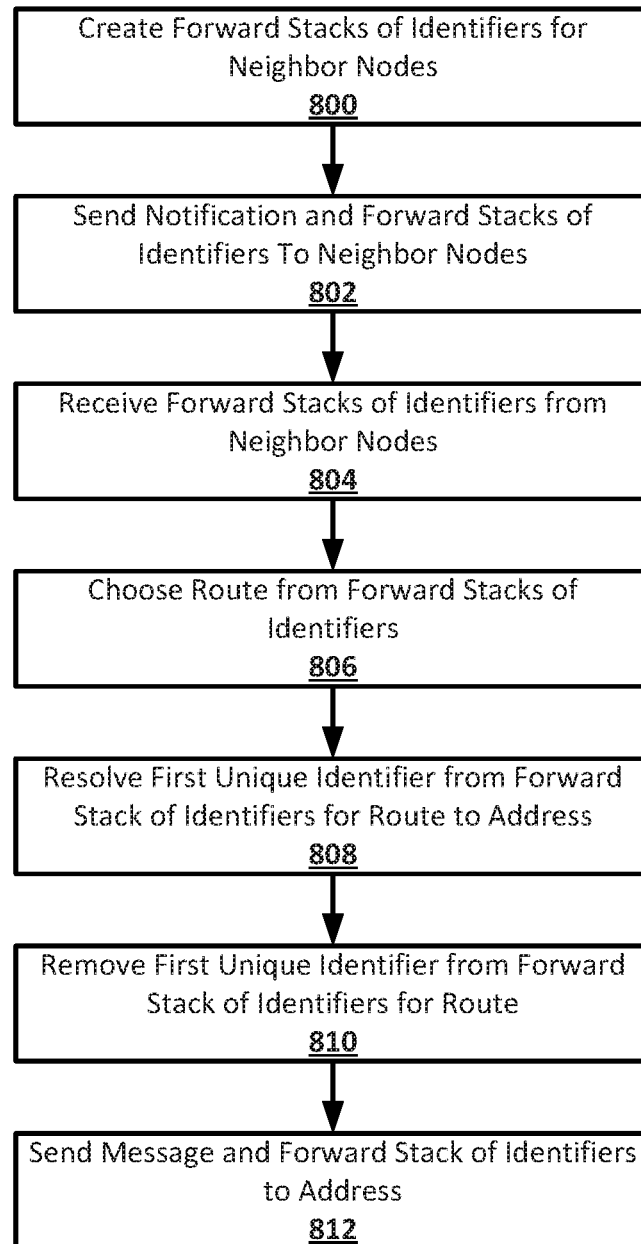 Create Forward Stacks of Identifiers for
Neighbor Nodes
800
Send Notification and Forward Stacks of
Identifiers To Neighbor Nodes
802
Receive Forward Stacks of Identifiers from
Neighbor Nodes
804
Choose Route from Forward Stacks of
Identifiers
806
Resolve First Unique Identifier from Forward
Stack of Identifiers for Route to Address
808
Remove First Unique Identifier from Forward
Stack of Identifiers for Route
810
Send Message and Forward Stack of Identifiers
to Address
812